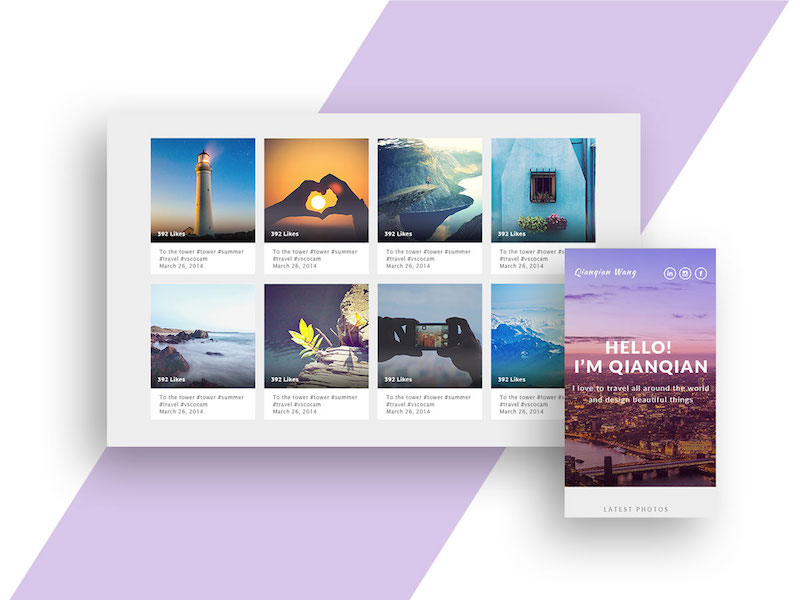 392 Likes
392 Likes
392 Likes
To the tower #tower #summer
#travel #vscocam
March 26, 2014
To the tower #tower #summer
#travel #vscocam
March 26, 2014
To the tower #tower #summer
#travel #vscocam
March 26, 2014
392 Likes
To the tower #tower #summer
#travel #vscocam
March 26, 2014
392 Likes
392 Likes
392 Likes
392 Likes
To the tower #tower #summer
#travel #vscocam
March 26, 2014
To the tower #tower #summer
#travel #vscocam
March 26, 2014
To the tower #tower #summer
#travel #vscocam
March 26, 2014
To the tower
#travel #vscocam
March 26, 2014
Qianqian Wang
in
f
HELLO!
I'M QIANQIAN
I love to travel all around the world
and design beautiful things
LATEST PHOTOS